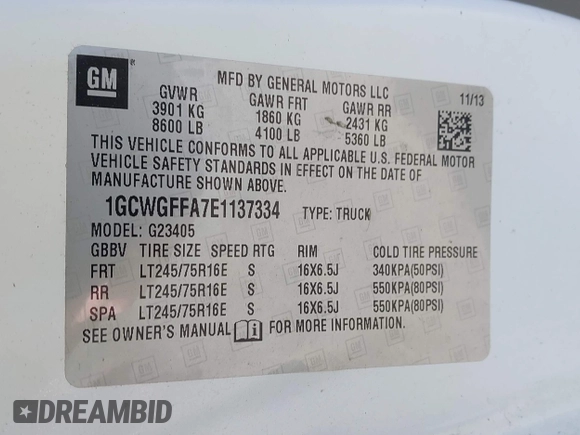 GM
MFD BY GENERAL MOTORS LLC
11/13
GVWR GAWR FRT GAWR RR
3901 KG 1860 KG 2431 KG
8600 LB 4100 LB 5360 LB
THIS VEHICLE CONFORMS TO ALL APPLICABLE U.S. FEDERAL MOTOR
VEHICLE SAFETY STANDARDS IN EFFECT ON THE DATE OF
MANUFACTURE SHOWN ABOVE.
1GCWGFFA7E1137334 TYPE: TRUCK
MODEL: G23405
GBBV TIRE SIZE SPEED RTG RIM COLD TIRE PRESSURE
FRT LT245/75R16E S 16X6.5J 340KPA(50PSI)
RR LT245/75R16E S 16X6.5J 550KPA(80PSI)
SPA LT245/75R16E S 16X6.5J 550KPA(80PSI)
SEE OWNER'S MANUAL i FOR MORE INFORMATION.
DREAMBID